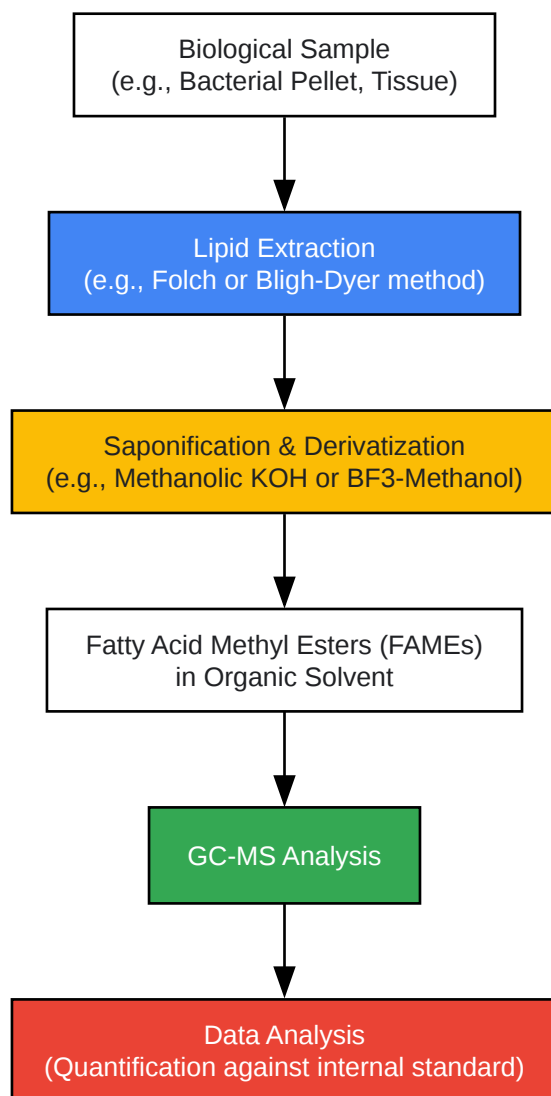 Biological Sample
(e.g., Bacterial Pellet, Tissue)
Lipid Extraction
(e.g., Folch or Bligh-Dyer method)
Saponification & Derivatization
(e.g., Methanolic KOH or BF3-Methanol)
Fatty Acid Methyl Esters (FAMEs)
in Organic Solvent
GC-MS Analysis
Data Analysis
(Quantification against internal standard)